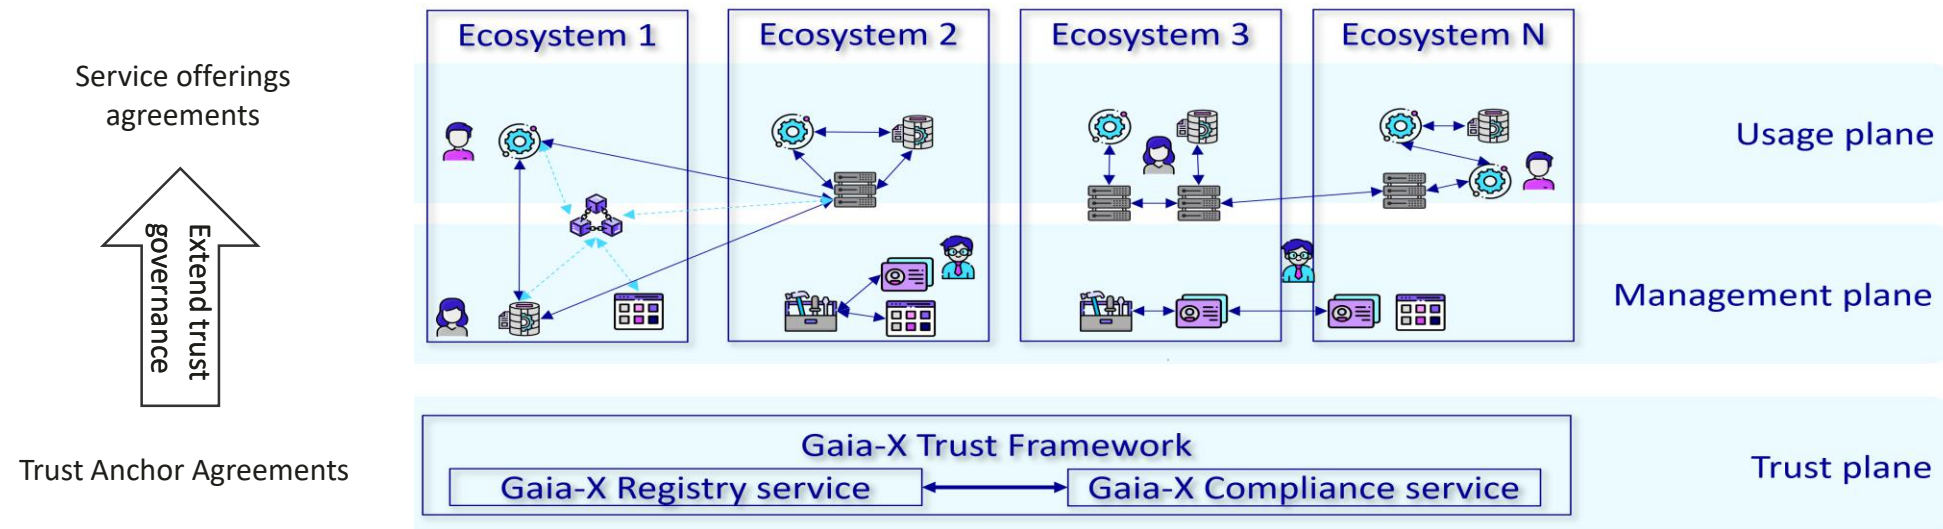 Ecosystem 1
Ecosystem 2
Ecosystem 3
Ecosystem N
Service offerings
agreements
Usage plane
Extend trust
governance
Management plane
Gaia-X Trust Framework
Trust Anchor Agreements
Trust plane
Gaia-X Registry service
Gaia-X Compliance service